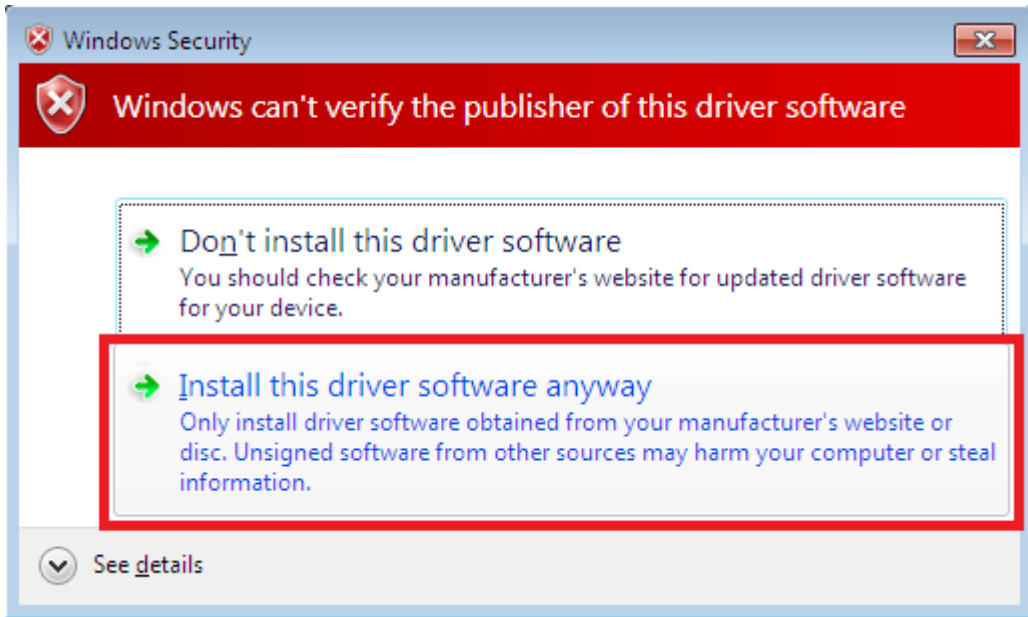 Windows Security
Windows can't verify the publisher of this driver software
Don't install this driver software
You should check your manufacturer's website for updated driver software
for your device.
Install this driver software anyway
Only install driver software obtained from your manufacturer's website or
disc. Unsigned software from other sources may harm your computer or steal
information.
See details